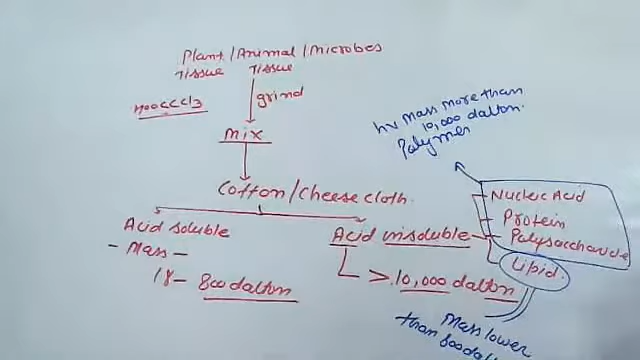 Plant/Animal/Microbes
Tissue Tissue
HOOCCCl3
grind
Mix
Cotton/Cheese cloth.
Acid soluble
- Mass -
18 - 800 dalton
Acid insoluble
> 10,000 dalton
hv Mass more than
10,000 dalton.
Polymer
Nucleic Acid
Protein
Polysaccharide
Lipid.
Mass lower
than 800